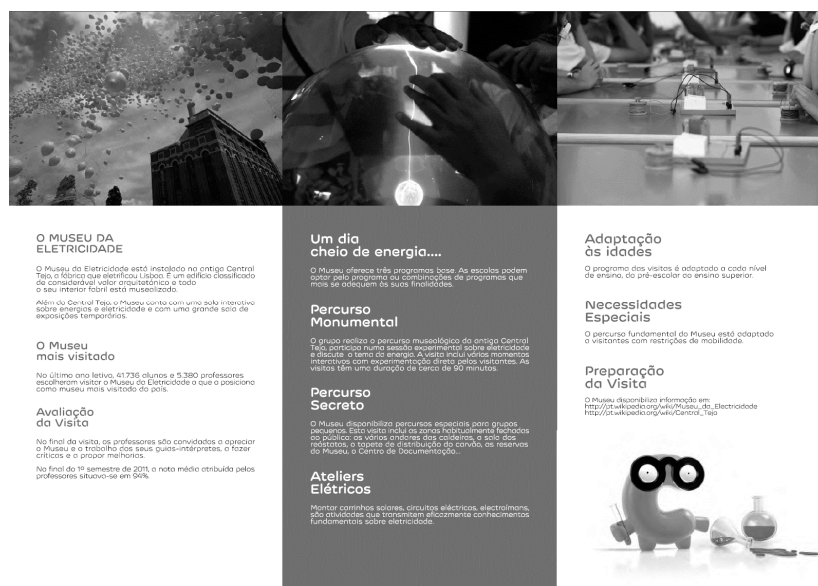 O MUSEU DA
ELETRICIDADE
O Museu da Eletricidade está instalado na antiga Central
Tejo, a fábrica que eletrificou Lisboa. É um edifício classificado
de considerável valor arquitetónico e todo
o seu interior fabril está musealizado.
Além da Central Tejo, o Museu conta com uma sala interativa
sobre energias e eletricidade e com uma grande sala de
exposições temporárias.
O Museu
mais visitado
No último ano letivo, 41.736 alunos e 5.380 professores
escolheram visitar o Museu da Eletricidade o que o posiciona
como museu mais visitado do país.
Avaliação
da Visita
No final da visita, os professores são convidados a apreciar
o Museu e o trabalho dos seus guias-intérpretes, a fazer
críticas e a propor melhorias.
No final do 1º semestre de 2011, a nota média atribuída pelos
professores situava-se em 94%.
Um dia
cheio de energia....
O Museu oferece três programas base. As escolas podem
optar pelo programa ou combinações de programas que
mais se adequem às suas finalidades.
Percurso
Monumental
O grupo realiza o percurso museológico da antiga Central
Tejo, participa numa sessão experimental sobre eletricidade
e discute o tema da energia. A visita inclui vários momentos
interativos com experimentação direta pelos visitantes. As
visitas têm uma duração de cerca de 90 minutos.
Percurso
Secreto
O Museu disponibiliza percursos especiais para grupos
pequenos. Esta visita inclui as zonas habitualmente fechadas
ao público: os vários andares das caldeiras, a sala dos
reóstatos, o tapete de distribuição do carvão, as reservas
do Museu, o Centro de Documentação...
Ateliers
Elétricos
Montar carrinhos solares, circuitos eléctricos, electroímans,
são atividades que transmitem eficazmente conhecimentos
fundamentais sobre eletricidade.
Adaptação
às idades
O programa das visitas é adaptado a cada nível
de ensino, do pré-escolar ao ensino superior.
Necessidades
Especiais
O percurso fundamental do Museu está adaptado
a visitantes com restrições de mobilidade.
Preparação
da Visita
O Museu disponibiliza informação em:
http://pt.wikipedia.org/wiki/Museu_da_Electricidade
http://pt.wikipedia.org/wiki/Central_Tejo